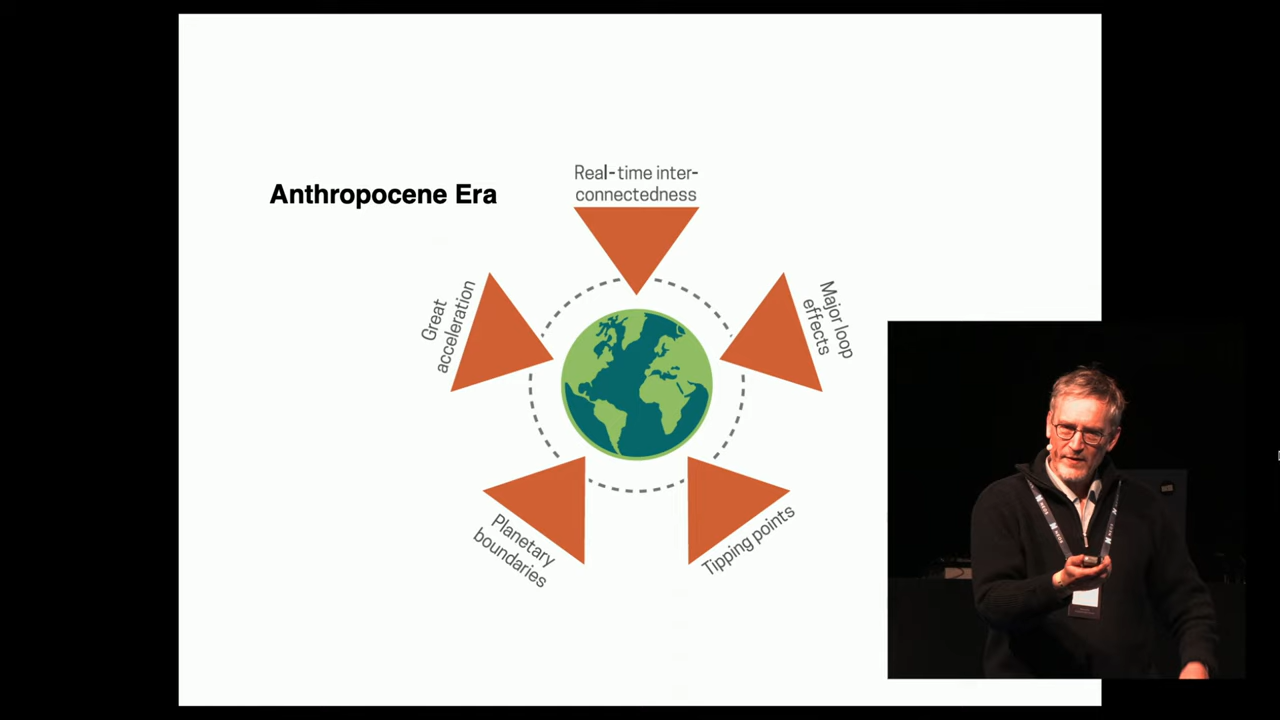 Anthropocene Era
Real-time inter-
connectedness
Great
acceleration
Major loop
effects
Planetary
boundaries
Tipping points